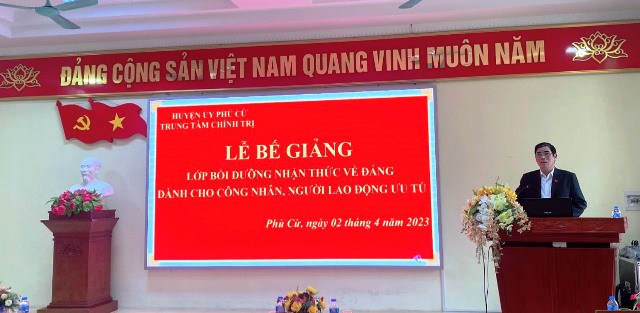 ĐẢNG CỘNG SẢN VIỆT NAM QUANG VINH MUÔN NĂM
HUYỆN ỦY PHÙ CỪ
TRUNG TÂM CHÍNH TRỊ
LỄ BẾ GIẢNG
LỚP BỒI DƯỠNG NHẬN THỨC VỀ ĐẢNG
DÀNH CHO CÔNG NHÂN, NGƯỜI LAO ĐỘNG ƯU TÚ
Phù Cừ, ngày 02 tháng 4 năm 2023